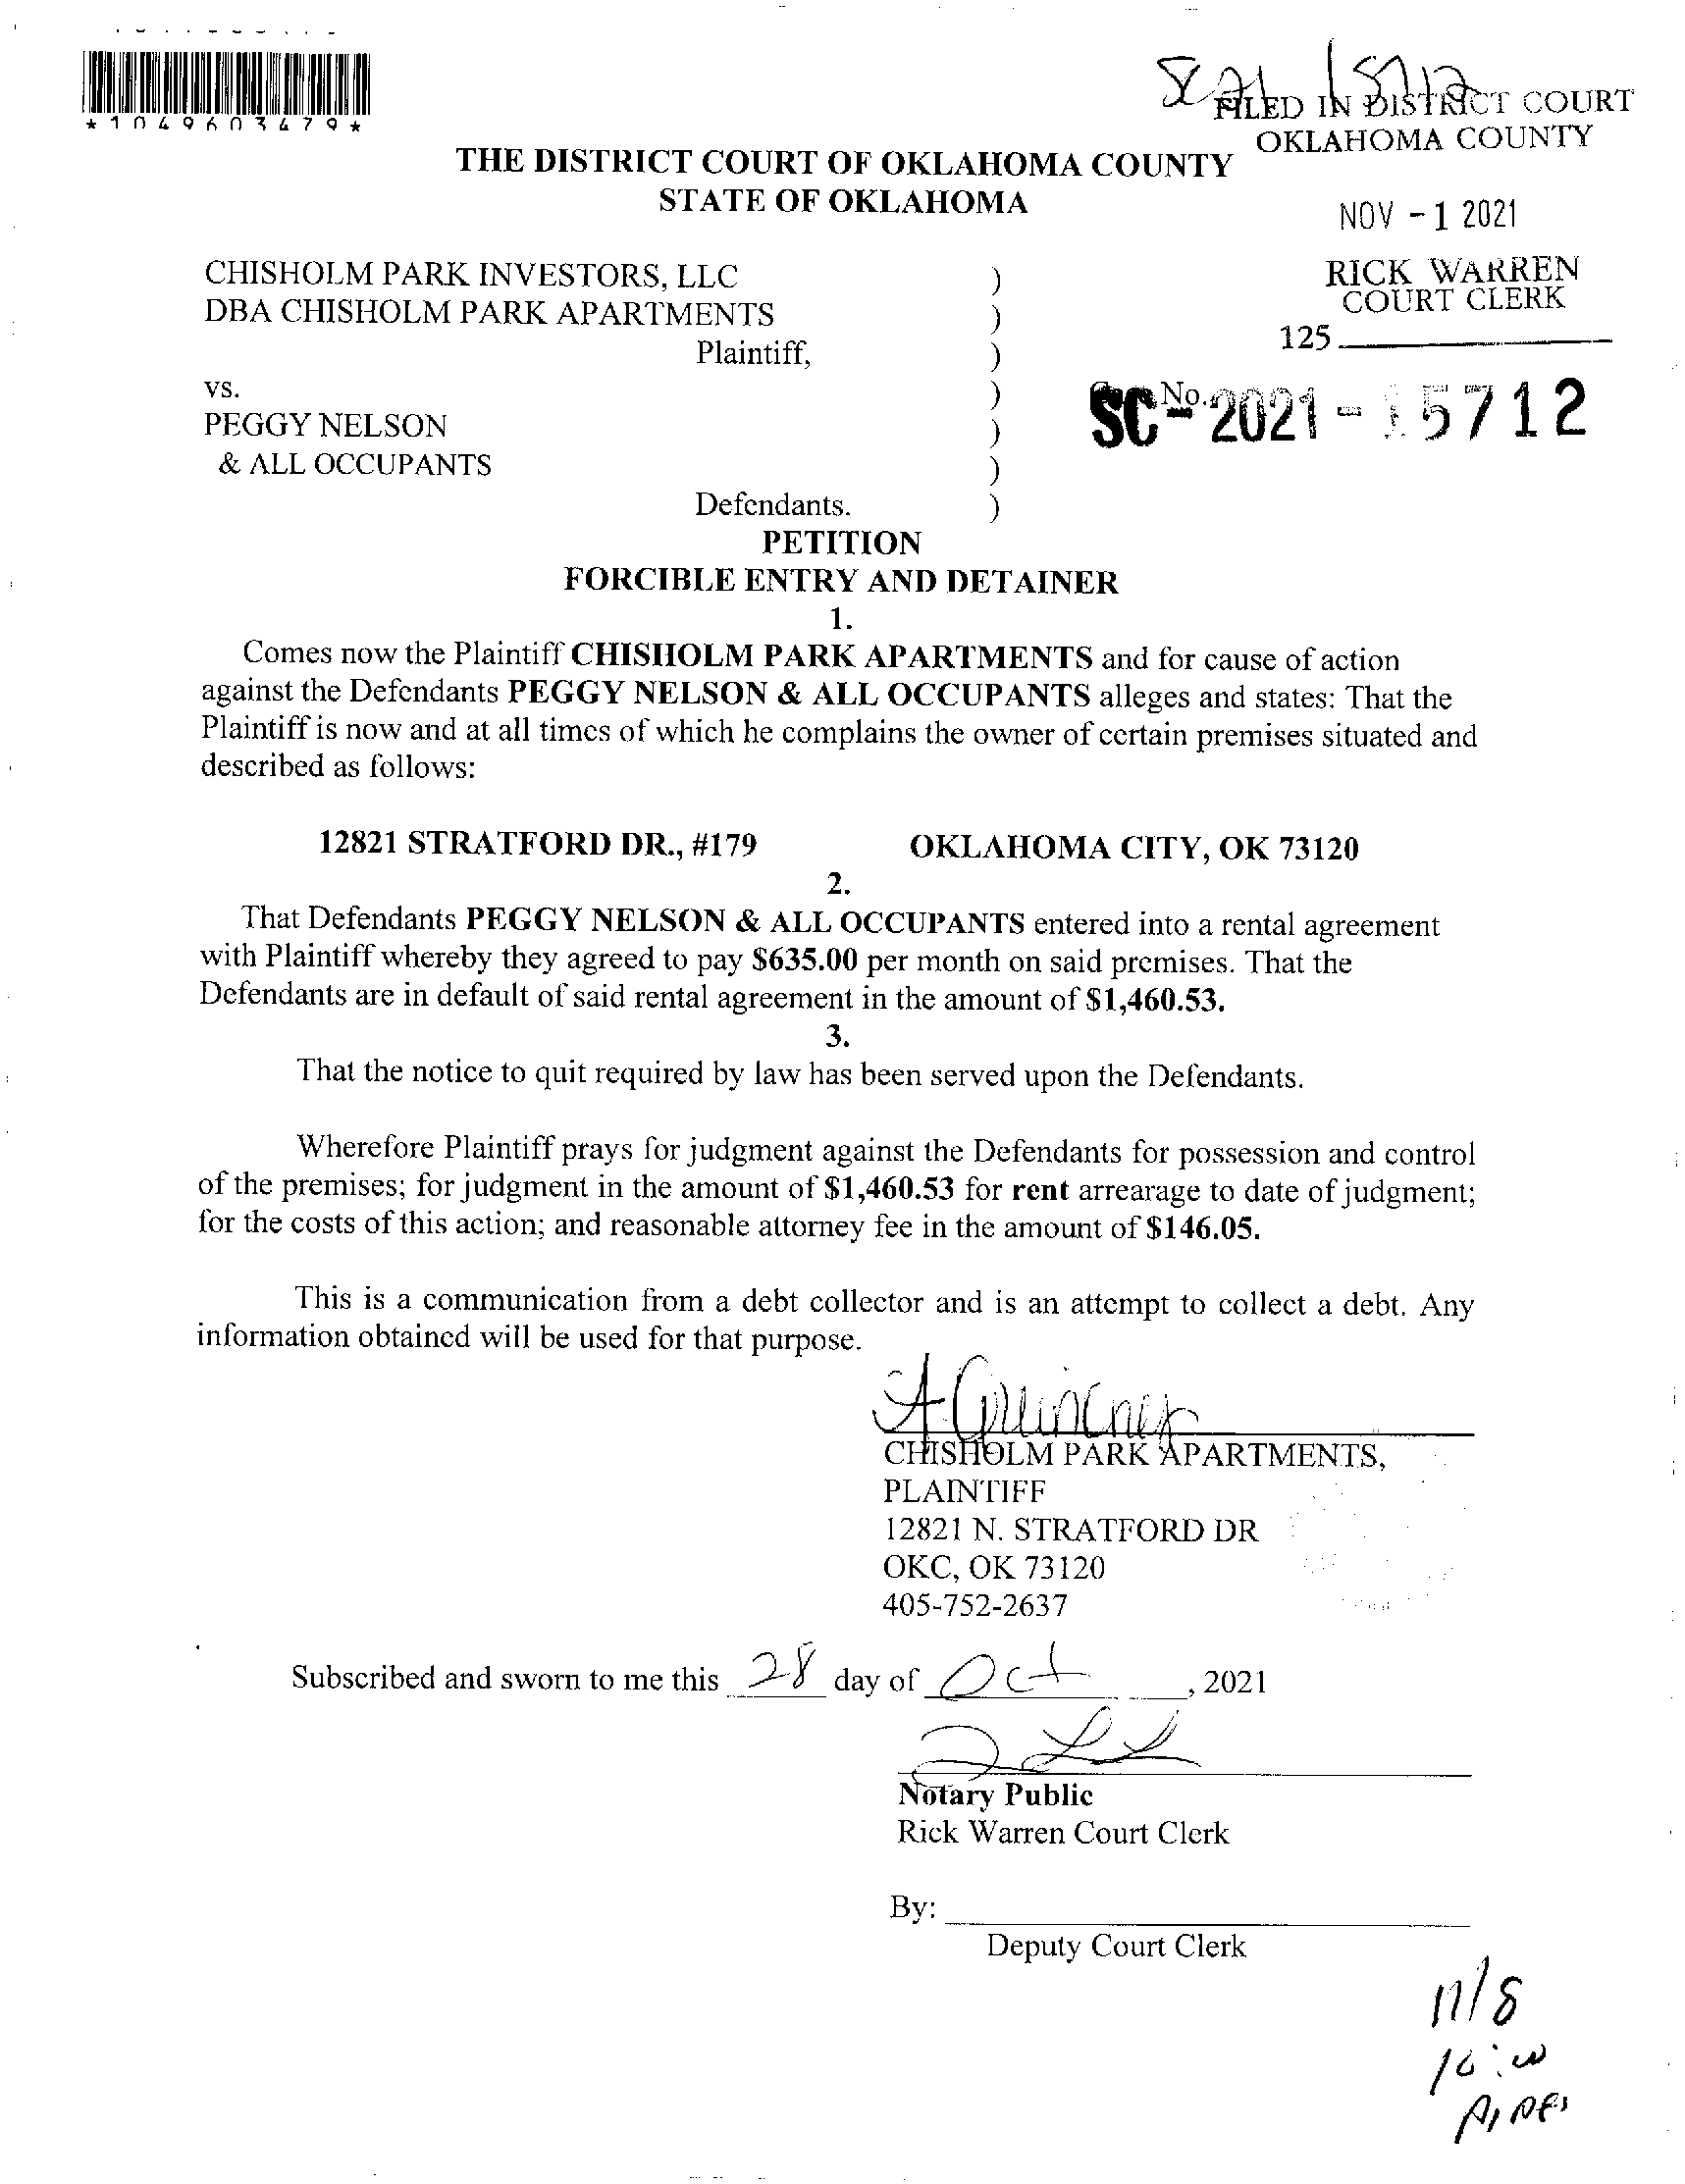 *1049603479*
FILED IN DISTRICT COURT
OKLAHOMA COUNTY
THE DISTRICT COURT OF OKLAHOMA COUNTY
STATE OF OKLAHOMA
NOV - 1 2021
RICK WARREN
COURT CLERK
125
CHISHOLM PARK INVESTORS, LLC )
DBA CHISHOLM PARK APARTMENTS )
Plaintiff, )
vs. )
No.
SC-2021-15712
PEGGY NELSON )
& ALL OCCUPANTS )
Defendants. )
PETITION
FORCIBLE ENTRY AND DETAINER
1.
Comes now the Plaintiff CHISHOLM PARK APARTMENTS and for cause of action
against the Defendants PEGGY NELSON & ALL OCCUPANTS alleges and states: That the
Plaintiff is now and at all times of which he complains the owner of certain premises situated and
described as follows:
12821 STRATFORD DR., #179 OKLAHOMA CITY, OK 73120
2.
That Defendants PEGGY NELSON & ALL OCCUPANTS entered into a rental agreement
with Plaintiff whereby they agreed to pay $635.00 per month on said premises. That the
Defendants are in default of said rental agreement in the amount of $1,460.53.
3.
That the notice to quit required by law has been served upon the Defendants.
Wherefore Plaintiff prays for judgment against the Defendants for possession and control
of the premises; for judgment in the amount of $1,460.53 for rent arrearage to date of judgment;
for the costs of this action; and reasonable attorney fee in the amount of $146.05.
This is a communication from a debt collector and is an attempt to collect a debt. Any
information obtained will be used for that purpose.
CHISHOLM PARK APARTMENTS,
PLAINTIFF
12821 N. STRATFORD DR
OKC, OK 73120
405-752-2637
Subscribed and sworn to me this 28 day of Oct, 2021
Notary Public
Rick Warren Court Clerk
By:
Deputy Court Clerk
11/8